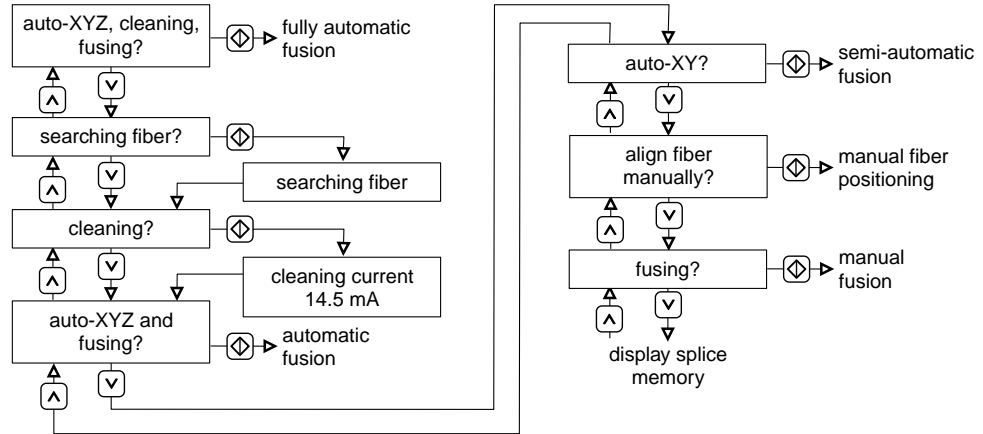 auto-XYZ, cleaning,
fusing?
fully automatic
fusion
searching fiber?
searching fiber
cleaning?
cleaning current
14.5 mA
auto-XYZ and
fusing?
automatic
fusion
auto-XY?
semi-automatic
fusion
align fiber
manually?
manual fiber
positioning
fusing?
manual
fusion
display splice
memory